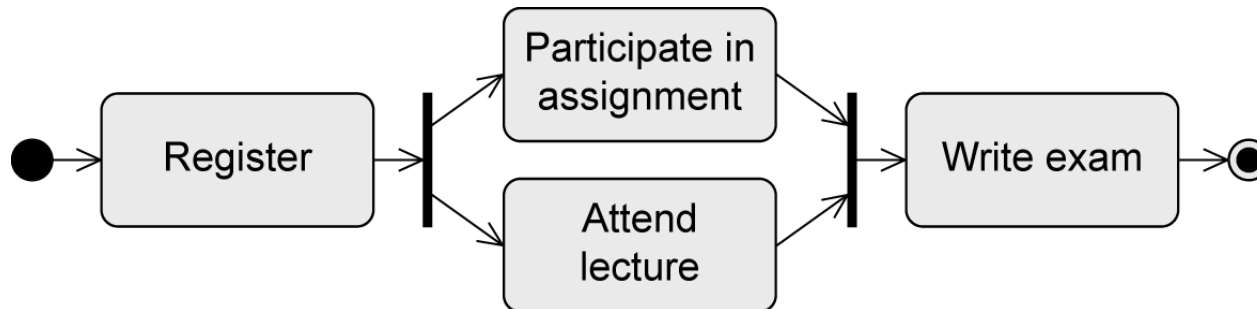 Register
Participate in
assignment
Attend
lecture
Write exam